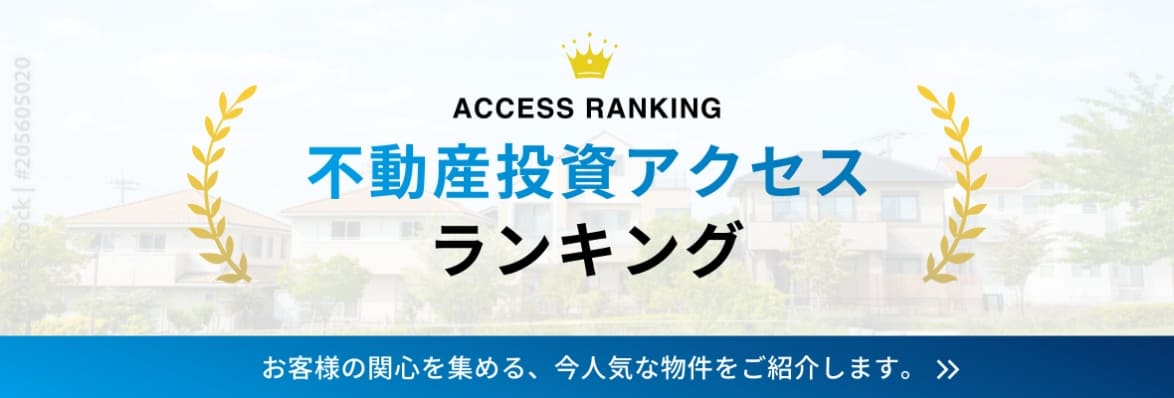 ACCESS RANKING
不動産投資アクセス
ランキング
お客様の関心を集める、今人気な物件をご紹介します。 »
ock | #205605020